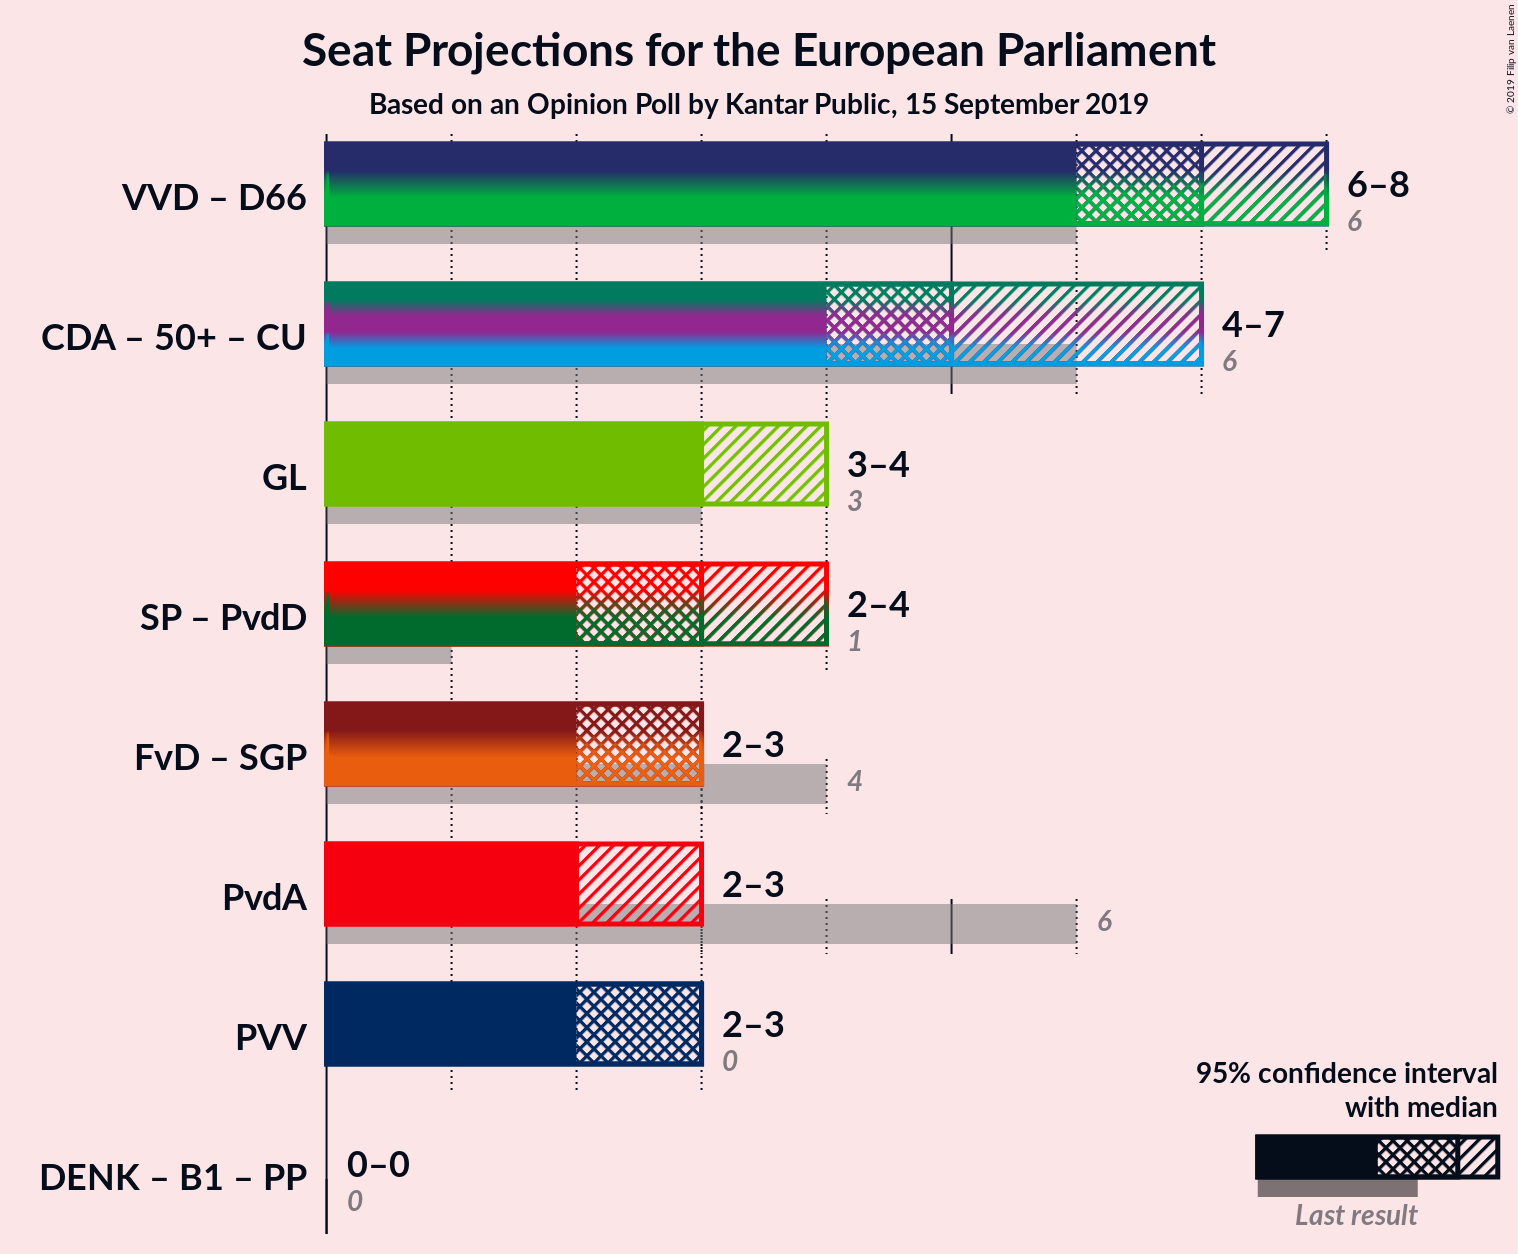 Seat Projections for the European Parliament
Based on an Opinion Poll by Kantar Public, 15 September 2019
© 2019 Filip van Laenen
VVD – D66
6–8
6
CDA – 50+ – CU
4–7
6
GL
3–4
3
SP – PvdD
2–4
1
FvD – SGP
2–3
4
PvdA
2–3
6
PVV
2–3
0
DENK – B1 – PP
0–0
0
95% confidence interval
with median
Last result